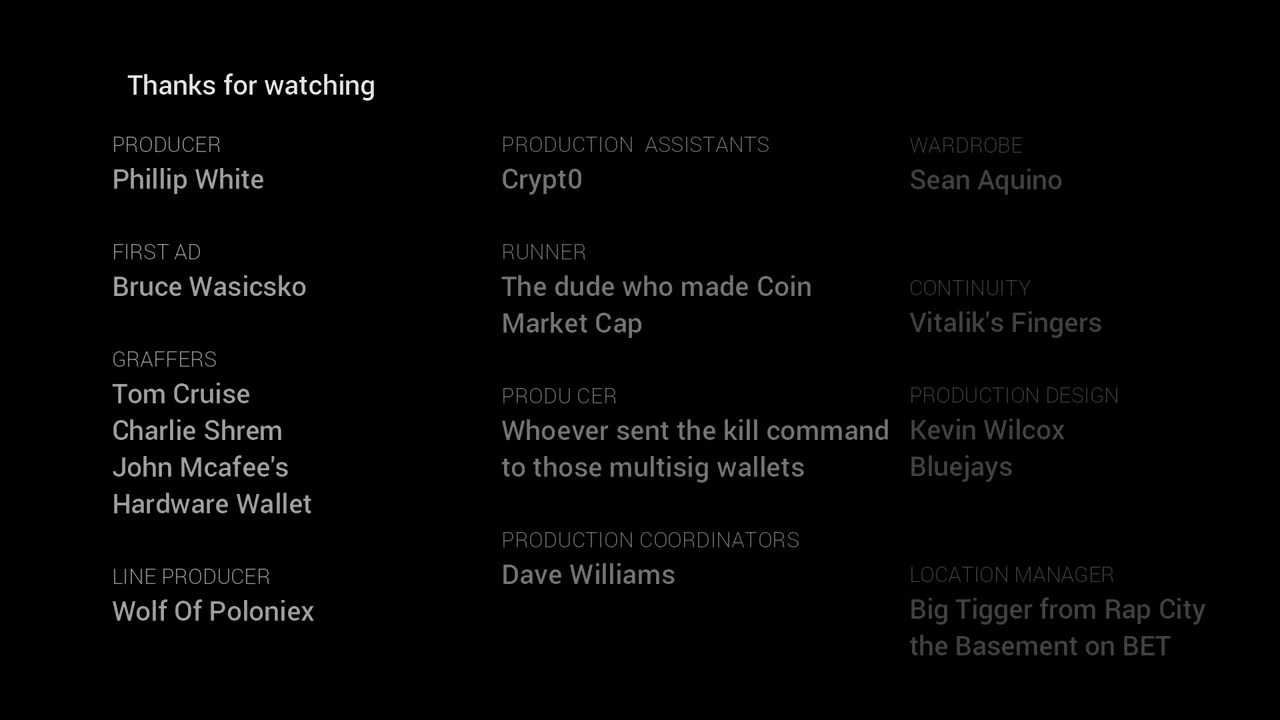 Thanks for watching
PRODUCER
Phillip White
FIRST AD
Bruce Wasicsko
GRAFFERS
Tom Cruise
Charlie Shrem
John Mcafee's
Hardware Wallet
LINE PRODUCER
Wolf Of Poloniex
PRODUCTION ASSISTANTS
Crypt0
RUNNER
The dude who made Coin
Market Cap
PRODU CER
Whoever sent the kill command
to those multisig wallets
PRODUCTION COORDINATORS
Dave Williams
WARDROBE
Sean Aquino
CONTINUITY
Vitalik's Fingers
PRODUCTION DESIGN
Kevin Wilcox
Bluejays
LOCATION MANAGER
Big Tigger from Rap City
the Basement on BET